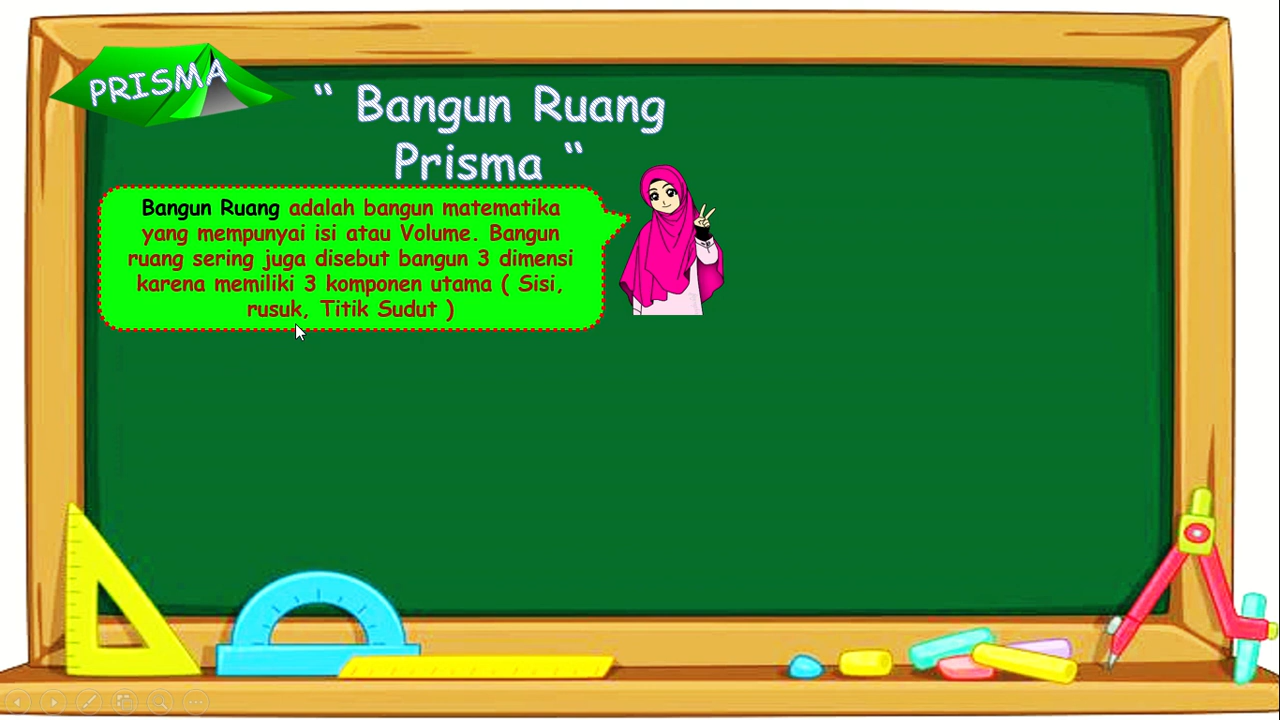 PRISMA
“ Bangun Ruang
Prisma “
Bangun Ruang adalah bangun matematika
yang mempunyai isi atau Volume. Bangun
ruang sering juga disebut bangun 3 dimensi
karena memiliki 3 komponen utama ( Sisi,
rusuk, Titik Sudut )